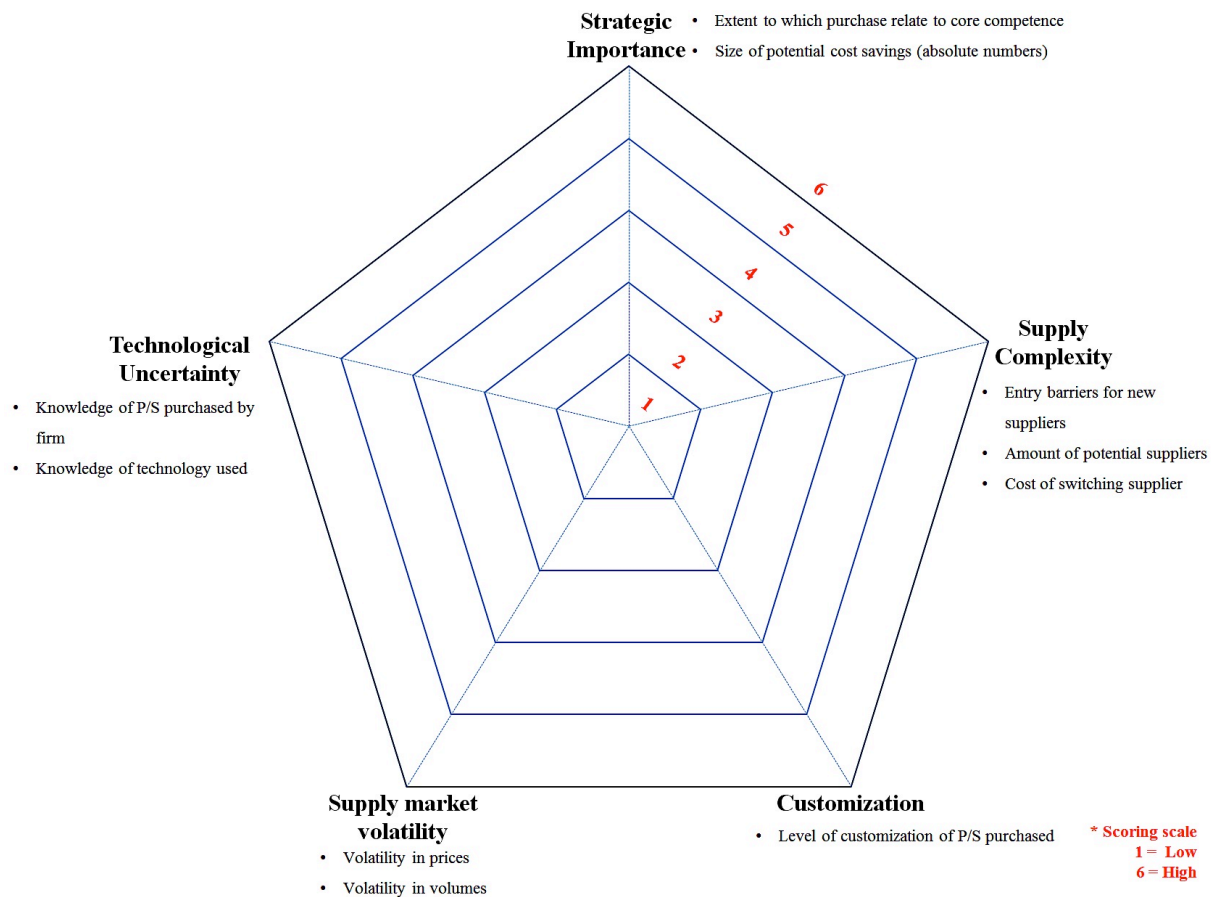 Strategic
Importance
• Extent to which purchase relate to core competence
• Size of potential cost savings (absolute numbers)
6
5
4
3
2
1
Technological
Uncertainty
• Knowledge of P/S purchased by
firm
• Knowledge of technology used
Supply
Complexity
• Entry barriers for new
suppliers
• Amount of potential suppliers
• Cost of switching supplier
Supply market
volatility
• Volatility in prices
• Volatility in volumes
Customization
• Level of customization of P/S purchased
* Scoring scale
1 = Low
6 = High